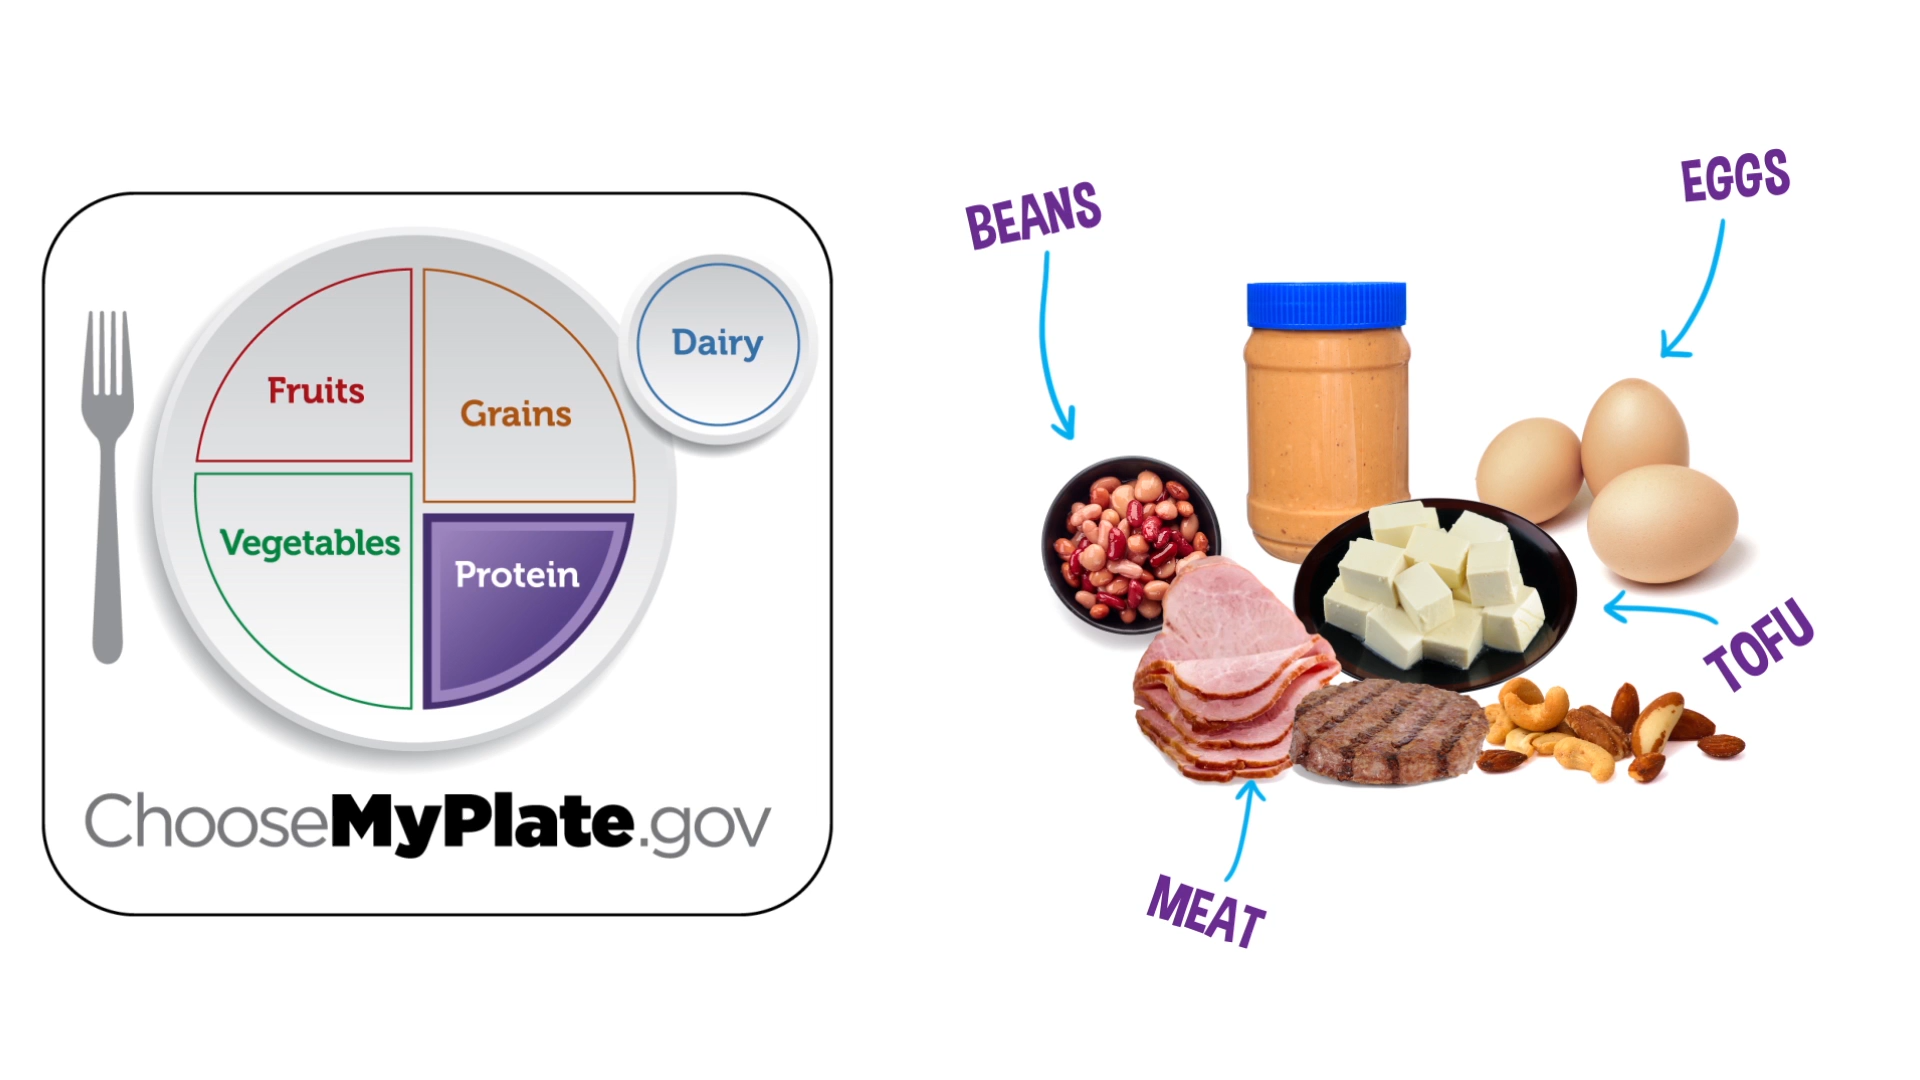 Fruits
Grains
Dairy
Vegetables
Protein
ChooseMyPlate.gov
BEANS
EGGS
TOFU
MEAT